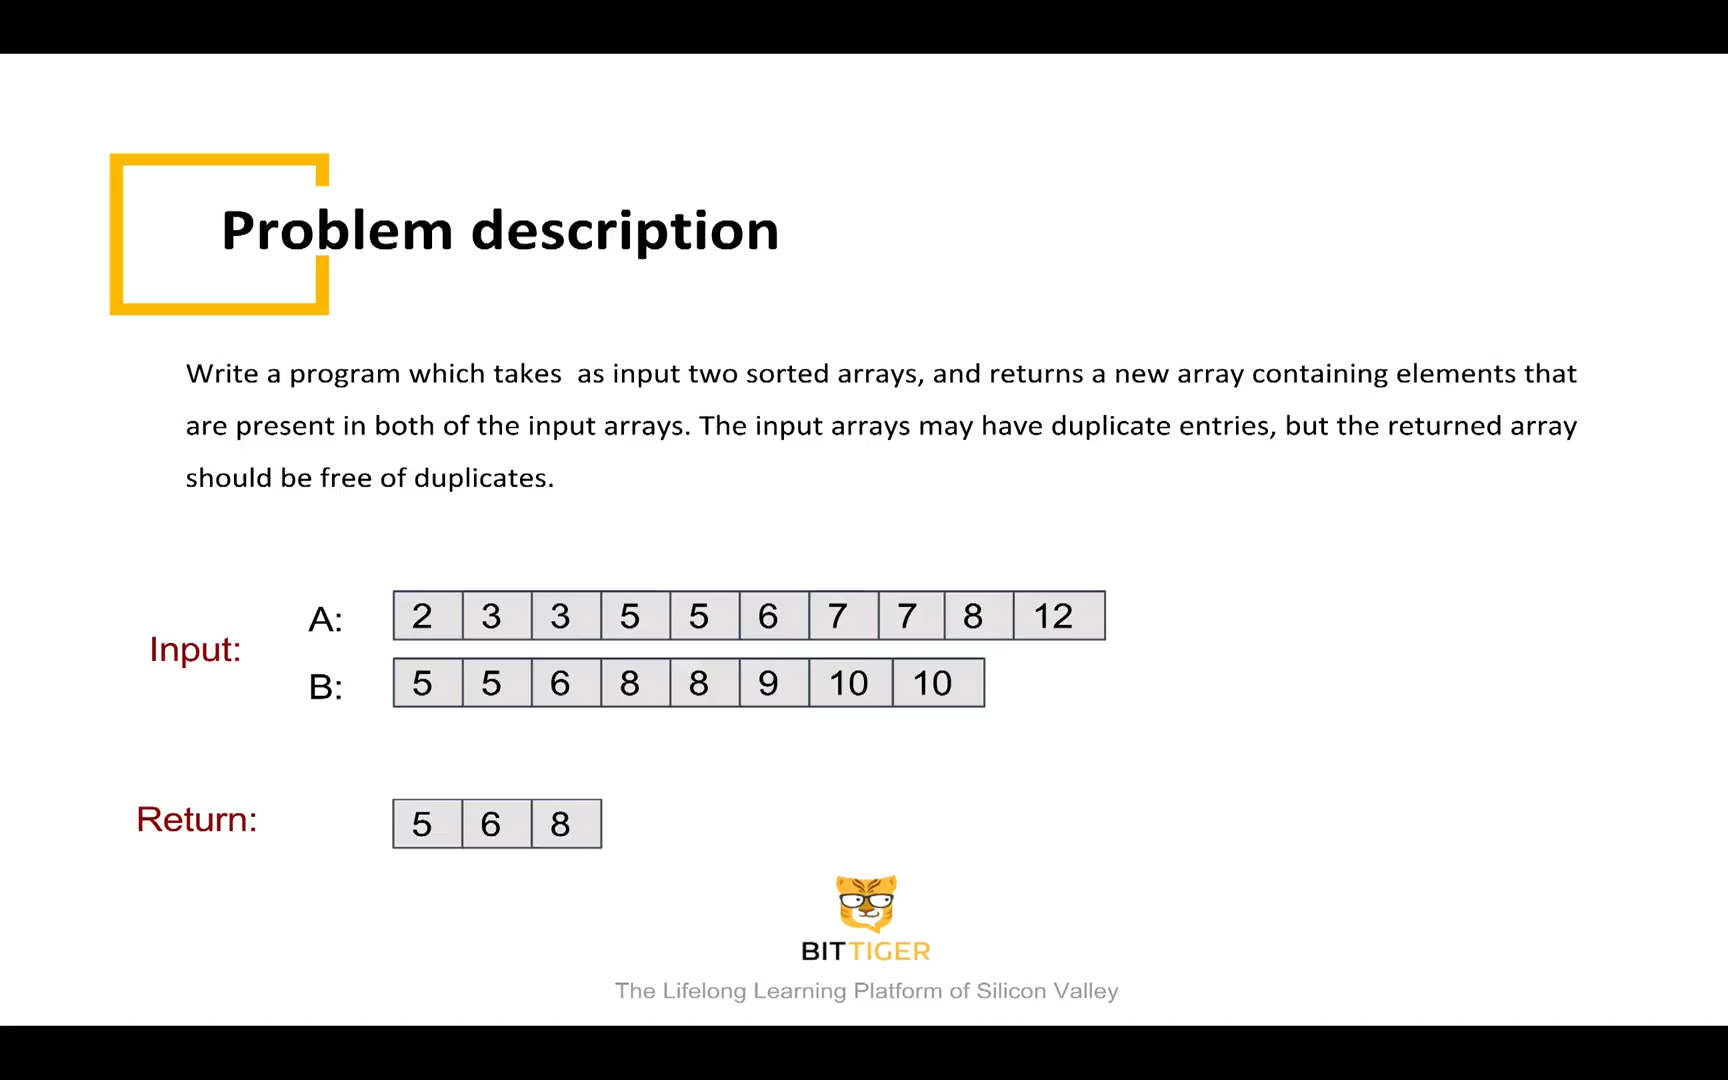 Problem description
Write a program which takes  as input two sorted arrays, and returns a new array containing elements that
are present in both of the input arrays. The input arrays may have duplicate entries, but the returned array
should be free of duplicates.
Input:
A: 2 3 3 5 5 6 7 7 8 12
B: 5 5 6 8 8 9 10 10
Return: 5 6 8
BITTIGER
The Lifelong Learning Platform of Silicon Valley